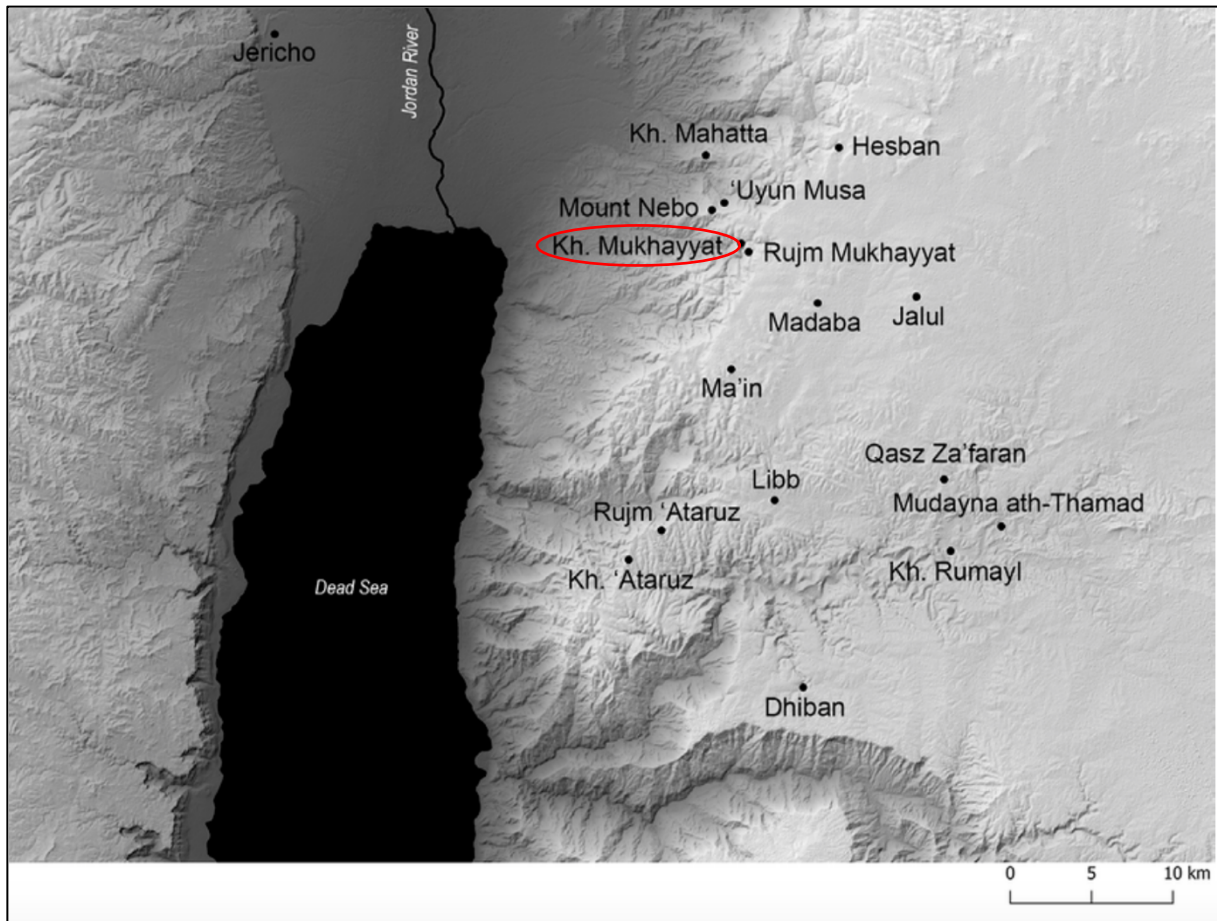 Jericho
Jordan River
Kh. Mahatta
Hesban
‘Uyun Musa
Mount Nebo
Kh. Mukhayyat
Rujm Mukhayyat
Madaba
Jalul
Ma’in
Qasz Za’faran
Libb
Mudayna ath-Thamad
Rujm ‘Ataruz
Kh. ‘Ataruz
Kh. Rumayl
Dead Sea
Dhiban
0 5 10 km